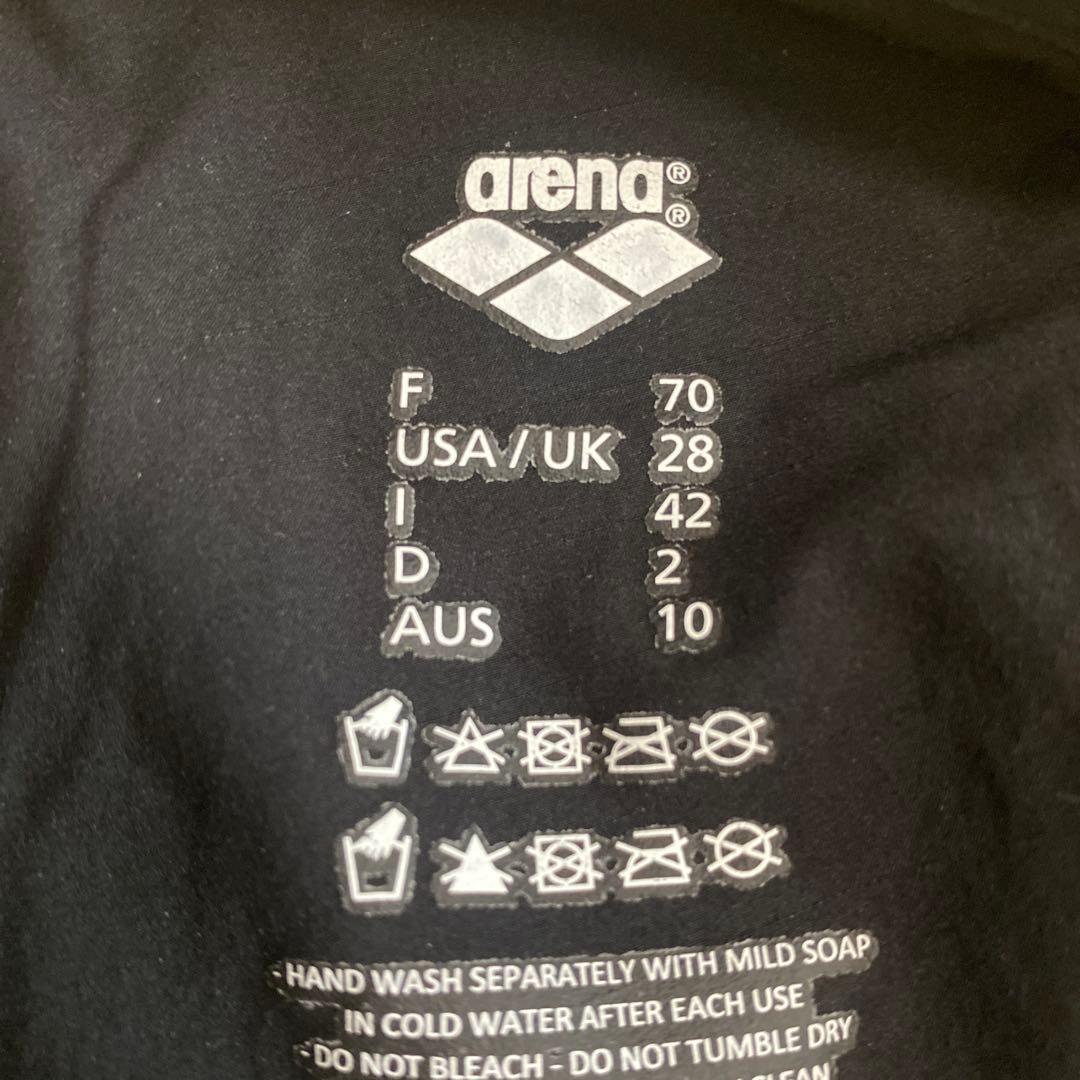 arena®
®
F 70
USA / UK 28
I 42
D 2
AUS 10
- HAND WASH SEPARATELY WITH MILD SOAP
IN COLD WATER AFTER EACH USE
- DO NOT BLEACH - DO NOT TUMBLE DRY
CLEAN